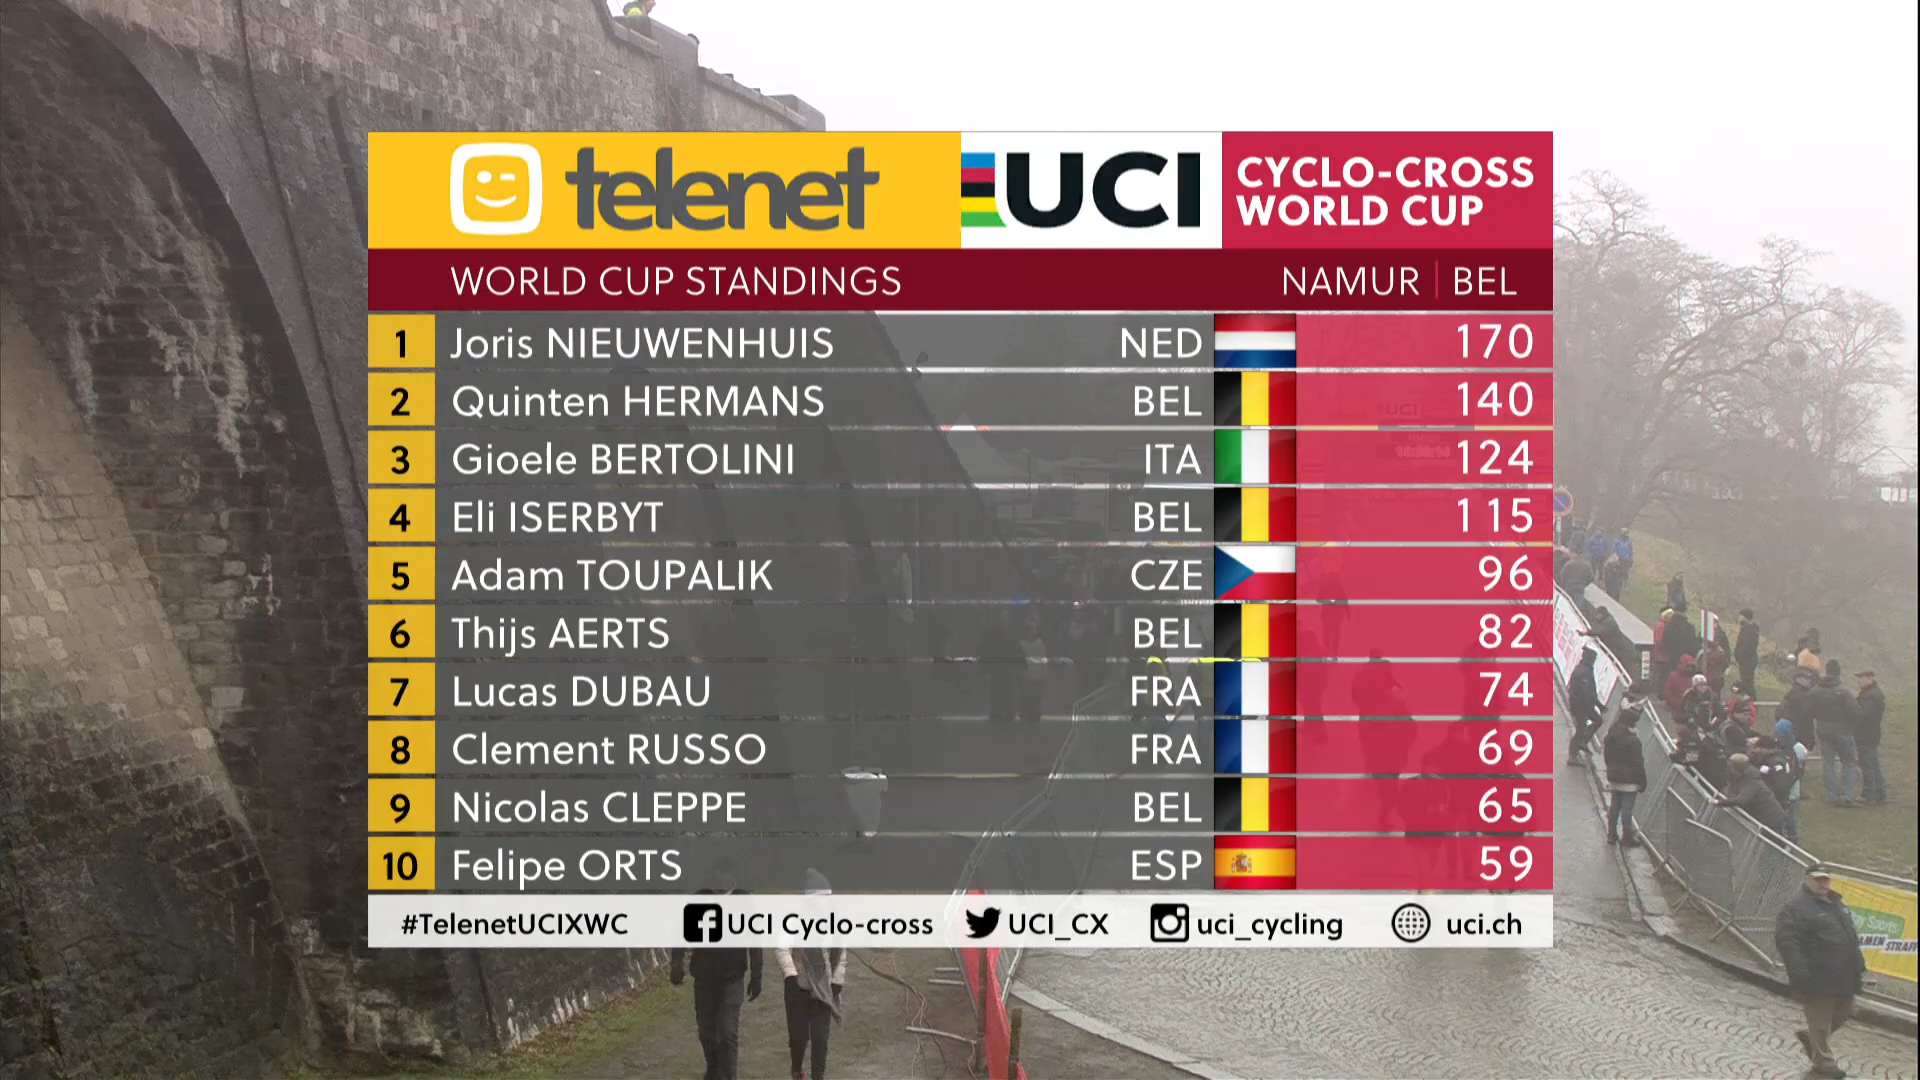 telenet UCI CYCLO-CROSS
WORLD CUP
WORLD CUP STANDINGS NAMUR | BEL
1 Joris NIEUWENHUIS NED 170
2 Quinten HERMANS BEL 140
3 Gioele BERTOLINI ITA 124
4 Eli ISERBYT BEL 115
5 Adam TOUPALIK CZE 96
6 Thijs AERTS BEL 82
7 Lucas DUBAU FRA 74
8 Clement RUSSO FRA 69
9 Nicolas CLEPPE BEL 65
10 Felipe ORTS ESP 59
#TelenetUCIXWC UCI Cyclo-cross UCI_CX uci_cycling uci.ch